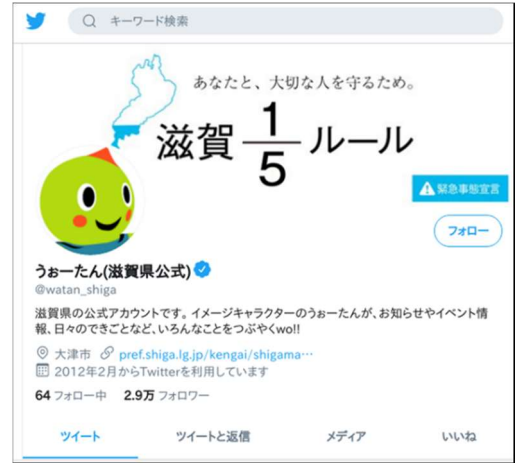 キーワード検索
あなたと、大切な人を守るため。
滋賀 1/5 ルール
緊急事態宣言
フォロー
うぉーたん(滋賀県公式)
@watan_shiga
滋賀県の公式アカウントです。イメージキャラクターのうぉーたんが、お知らせやイベント情
報、日々のできごとなど、いろんなことをつぶやくwo!!
大津市 pref.shiga.lg.jp/kengai/shigama…
2012年2月からTwitterを利用しています
64 フォロー中 2.9万 フォロワー
ツイート ツイートと返信 メディア いいね